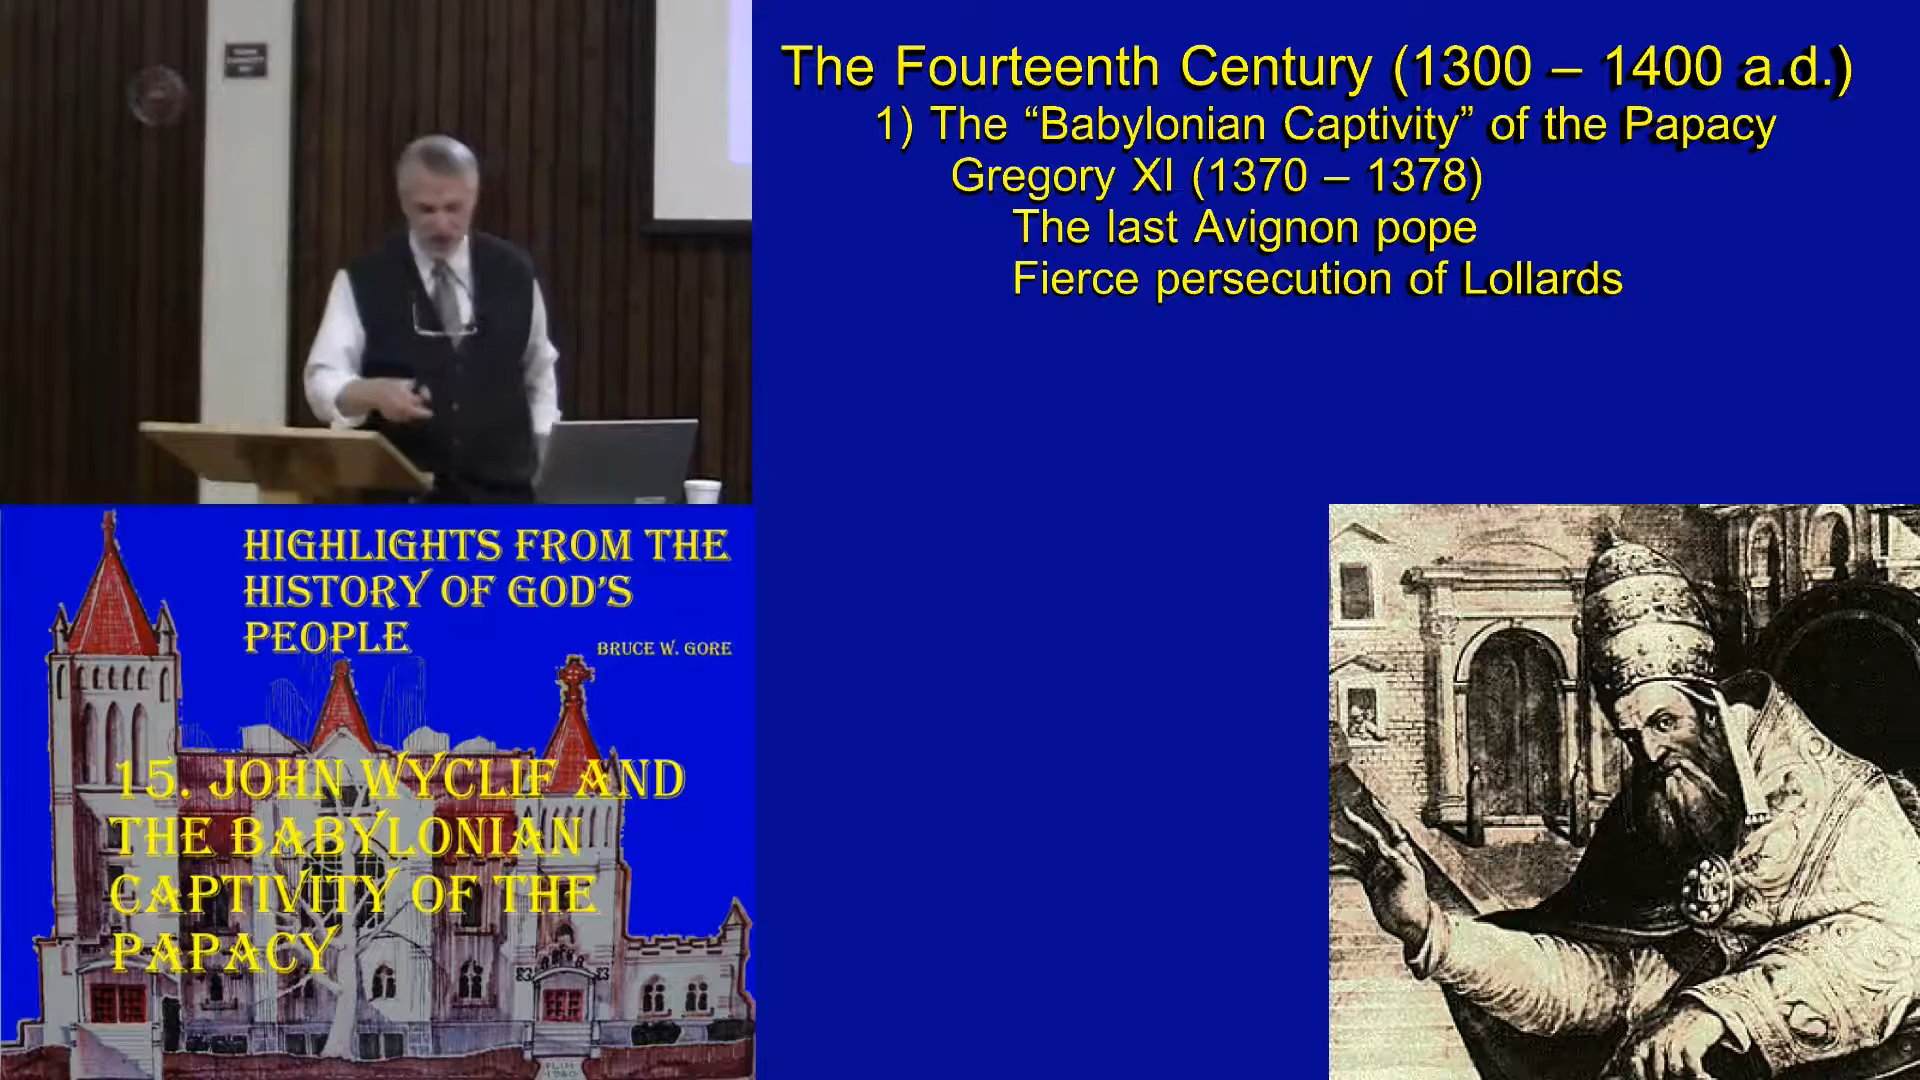 The Fourteenth Century (1300 – 1400 a.d.)
1) The “Babylonian Captivity” of the Papacy
Gregory XI (1370 – 1378)
The last Avignon pope
Fierce persecution of Lollards
HIGHLIGHTS FROM THE
HISTORY OF GOD'S
PEOPLE
BRUCE W. GORE
15. JOHN WYCLIF AND
THE BABYLONIAN
CAPTIVITY OF THE
PAPACY